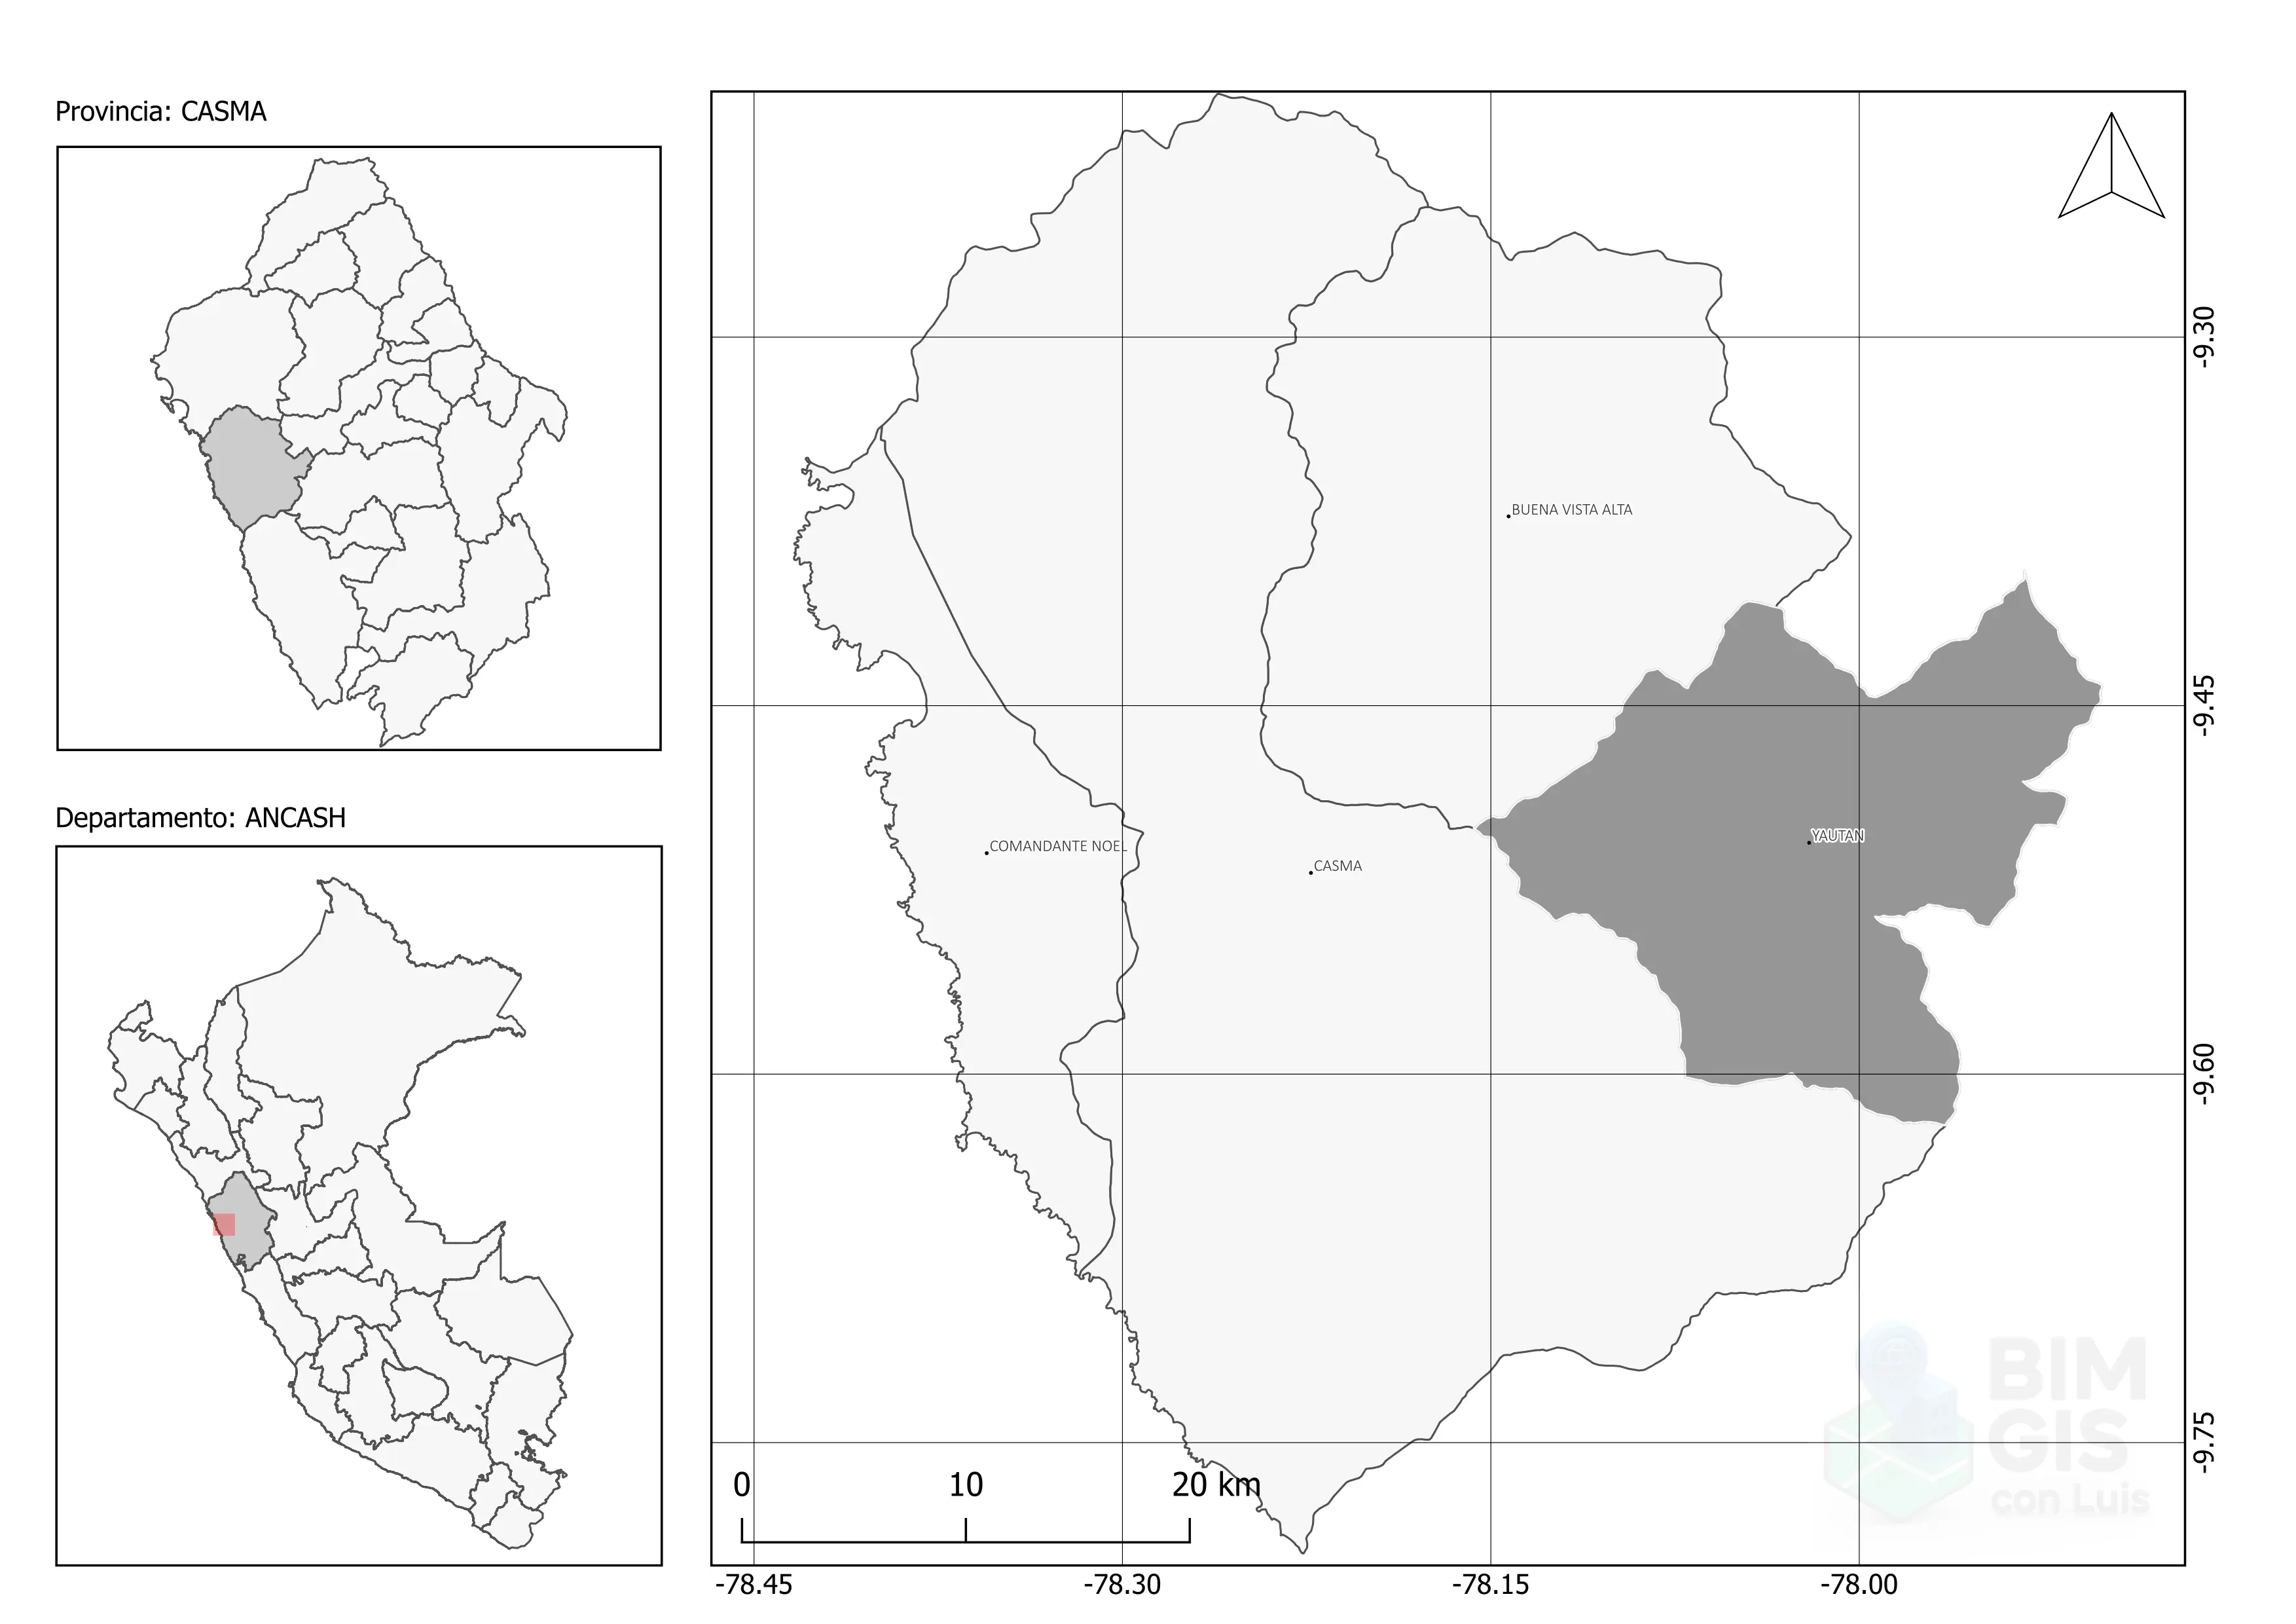 Provincia: CASMA
Departamento: ANCASH
BUENA VISTA ALTA
YAUTAN
COMANDANTE NOEL
CASMA
-9.30
-9.45
-9.60
-9.75
0 10 20 km
-78.45 -78.30 -78.15 -78.00
BIM
GIS
con Luis